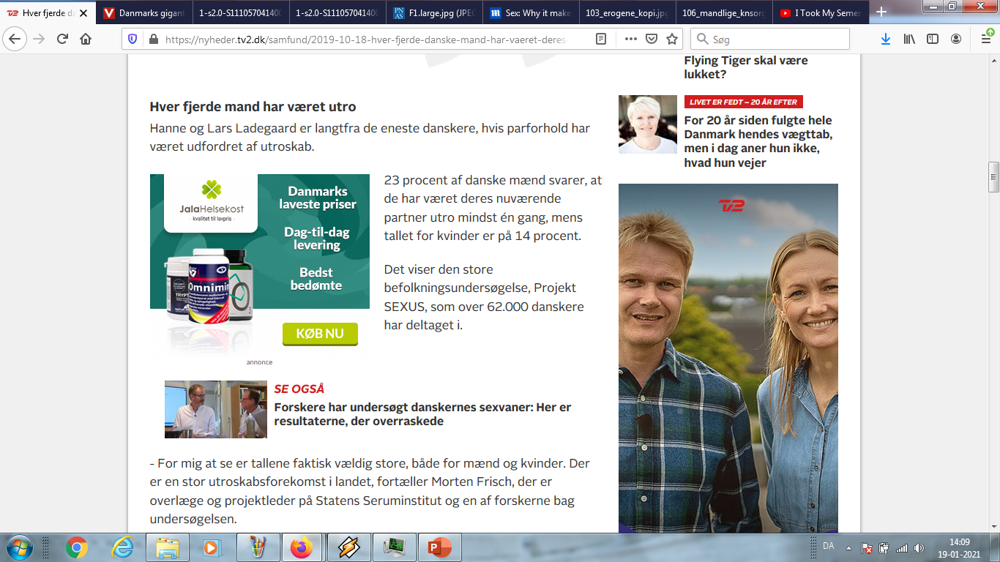 Hver fjerde da
Danmarks gigant
1-s2.0-S111057041400
1-s2.0-S111057041400
F1.large.jpg (JPEG
Sex: Why it make
103_erogene_kopi.jpg
106_mandlige_knsorg
I Took My Semen
https://nyheder.tv2.dk/samfund/2019-10-18-hver-fjerde-danske-mand-har-vaeret-deres-
Søg
Flying Tiger skal være
lukket?
LIVET ER FEDT – 20 ÅR EFTER
For 20 år siden fulgte hele
Danmark hendes vægttab,
men i dag aner hun ikke,
hvad hun vejer
TV2
Hver fjerde mand har været utro
Hanne og Lars Ladegaard er langtfra de eneste danskere, hvis parforhold har
været udfordret af utroskab.
JalaHelsekost
- kvalitet til lavpris -
Danmarks
laveste priser
Dag-til-dag
levering
Bedst
bedømte
Omnimin
KØB NU
annonce
23 procent af danske mænd svarer, at
de har været deres nuværende
partner utro mindst én gang, mens
tallet for kvinder er på 14 procent.
Det viser den store
befolkningsundersøgelse, Projekt
SEXUS, som over 62.000 danskere
har deltaget i.
SE OGSÅ
Forskere har undersøgt danskernes sexvaner: Her er
resultaterne, der overraskede
- For mig at se er tallene faktisk vældig store, både for mænd og kvinder. Der
er en stor utroskabsforekomst i landet, fortæller Morten Frisch, der er
overlæge og projektleder på Statens Seruminstitut og en af forskerne bag
undersøgelsen.
DA
14:09
19-01-2021